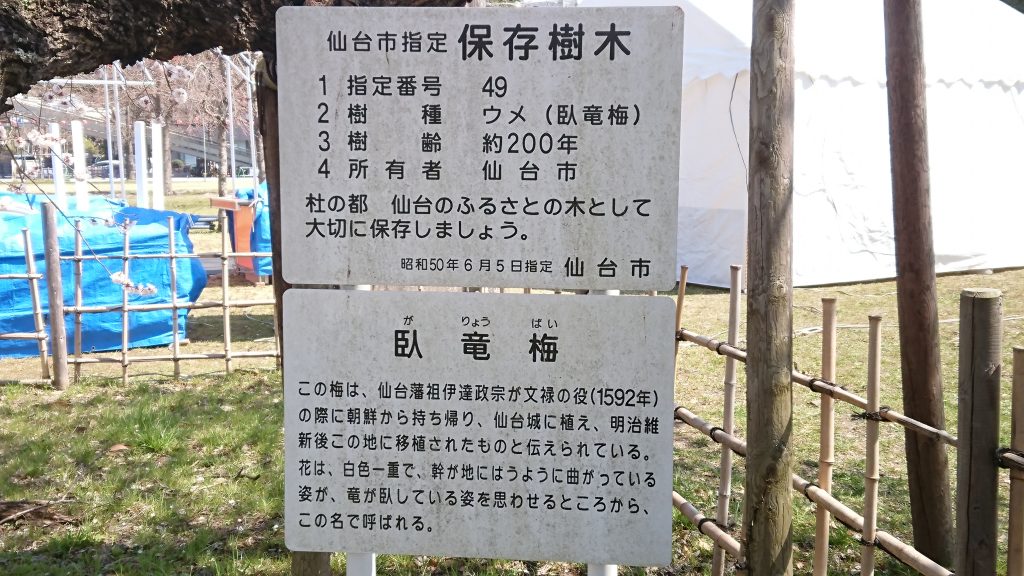 仙台市指定 保存樹木
1 指定番号 49
2 樹種 ウメ（臥竜梅）
3 樹齢 約200年
4 所有者 仙台市
杜の都 仙台のふるさとの木として
大切に保存しましょう。
昭和50年6月5日指定 仙台市
が りょう ばい
臥竜梅
この梅は、仙台藩祖伊達政宗が文禄の役(1592年)
の際に朝鮮から持ち帰り、仙台城に植え、明治維
新後この地に移植されたものと伝えられている。
花は、白色一重で、幹が地にはうように曲がっている
姿が、竜が臥している姿を思わせるところから、
この名で呼ばれる。